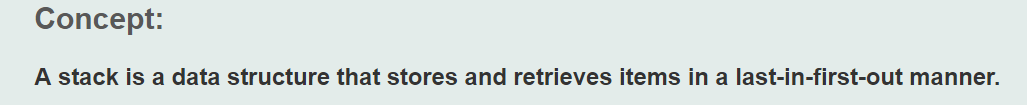 Concept:
A stack is a data structure that stores and retrieves items in a last-in-first-out manner.